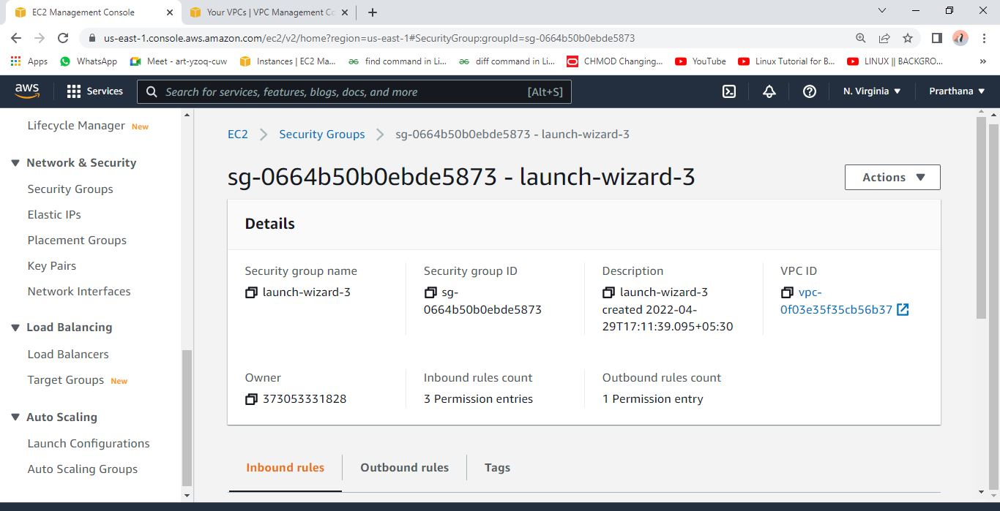 EC2 Management Console
Your VPCs | VPC Management Co
us-east-1.console.aws.amazon.com/ec2/v2/home?region=us-east-1#SecurityGroup:groupId=sg-0664b50b0ebde5873
Apps
WhatsApp
Meet - art-yzoq-cuw
Instances | EC2 Ma...
find command in Li...
diff command in Li...
CHMOD Changing...
YouTube
Linux Tutorial for B...
LINUX || BACKGRO...
aws
Services
Search for services, features, blogs, docs, and more
[Alt+S]
N. Virginia
Prarthana
Lifecycle Manager New
Network & Security
Security Groups
Elastic IPs
Placement Groups
Key Pairs
Network Interfaces
Load Balancing
Load Balancers
Target Groups New
Auto Scaling
Launch Configurations
Auto Scaling Groups
EC2 > Security Groups > sg-0664b50b0ebde5873 - launch-wizard-3
sg-0664b50b0ebde5873 - launch-wizard-3
Actions
Details
Security group name
launch-wizard-3
Security group ID
sg-
0664b50b0ebde5873
Description
launch-wizard-3
created 2022-04-
29T17:11:39.095+05:30
VPC ID
vpc-
0f03e35f35cb56b37
Owner
373053331828
Inbound rules count
3 Permission entries
Outbound rules count
1 Permission entry
Inbound rules
Outbound rules
Tags